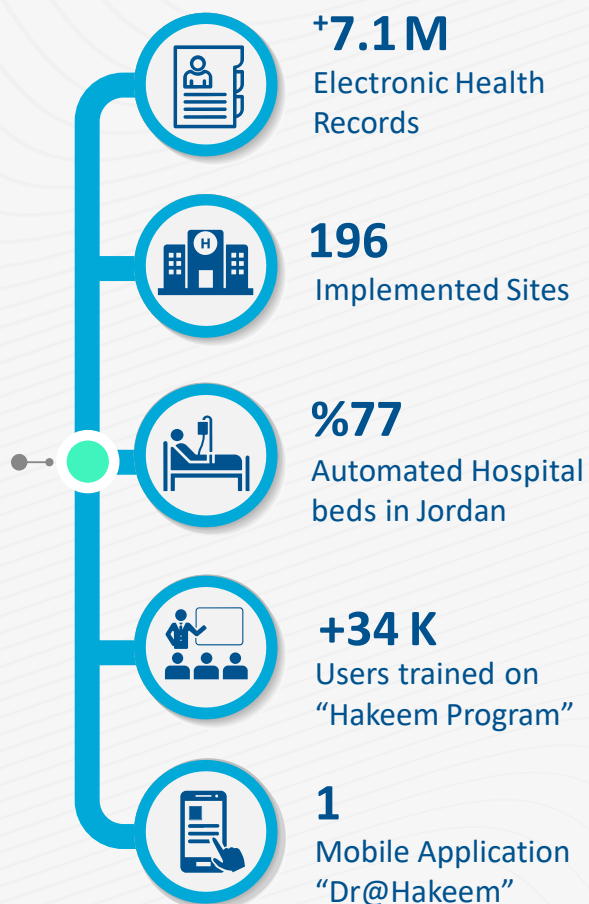 +7.1 M
Electronic Health
Records
H
196
Implemented Sites
%77
Automated Hospital
beds in Jordan
+34 K
Users trained on
“Hakeem Program”
1
Mobile Application
“Dr@Hakeem”